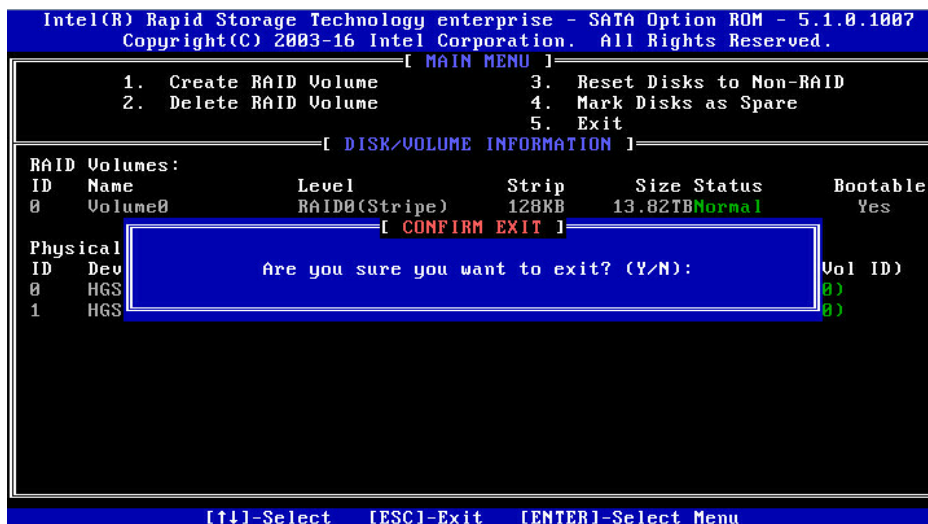 Intel(R) Rapid Storage Technology enterprise - SATA Option ROM - 5.1.0.1007
Copyright(C) 2003-16 Intel Corporation.  All Rights Reserved.
[ MAIN MENU ]
1.  Create RAID Volume    3.  Reset Disks to Non-RAID
2.  Delete RAID Volume    4.  Mark Disks as Spare
5.  Exit
[ DISK/VOLUME INFORMATION ]
RAID Volumes:
ID  Name  Level  Strip  Size  Status  Bootable
0  Volume0  RAID0(Stripe)  128KB  13.82TB Normal  Yes
[ CONFIRM EXIT ]
Physical
ID  Dev  Are you sure you want to exit? (Y/N):  Vol ID)
0  HGS  0)
1  HGS  0)
[↑↓]-Select  [ESC]-Exit  [ENTER]-Select Menu